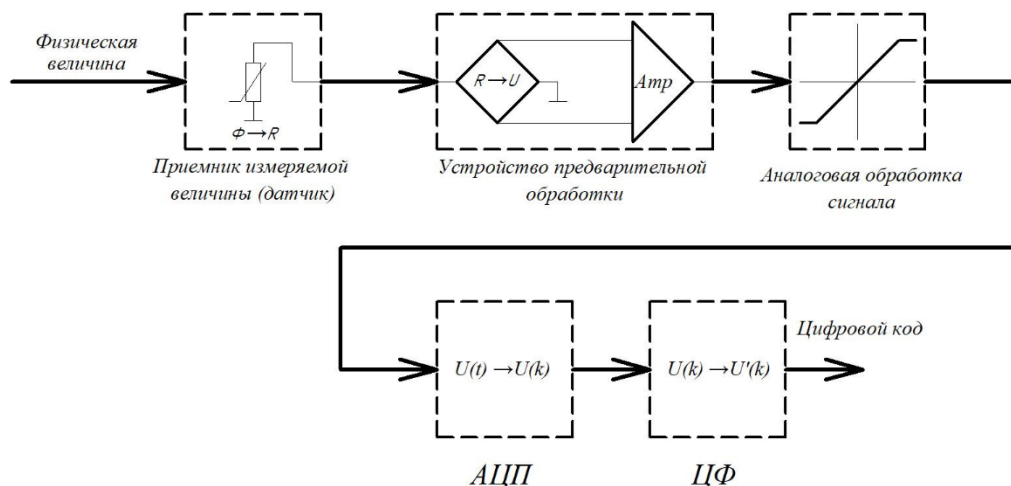 Физическая
величина
Ф→R
Приемник измеряемой
величины (датчик)
R→U
Amp
Устройство предварительной
обработки
Аналоговая обработка
сигнала
U(t)→U(k)
АЦП
U(k)→U'(k)
ЦФ
Цифровой код